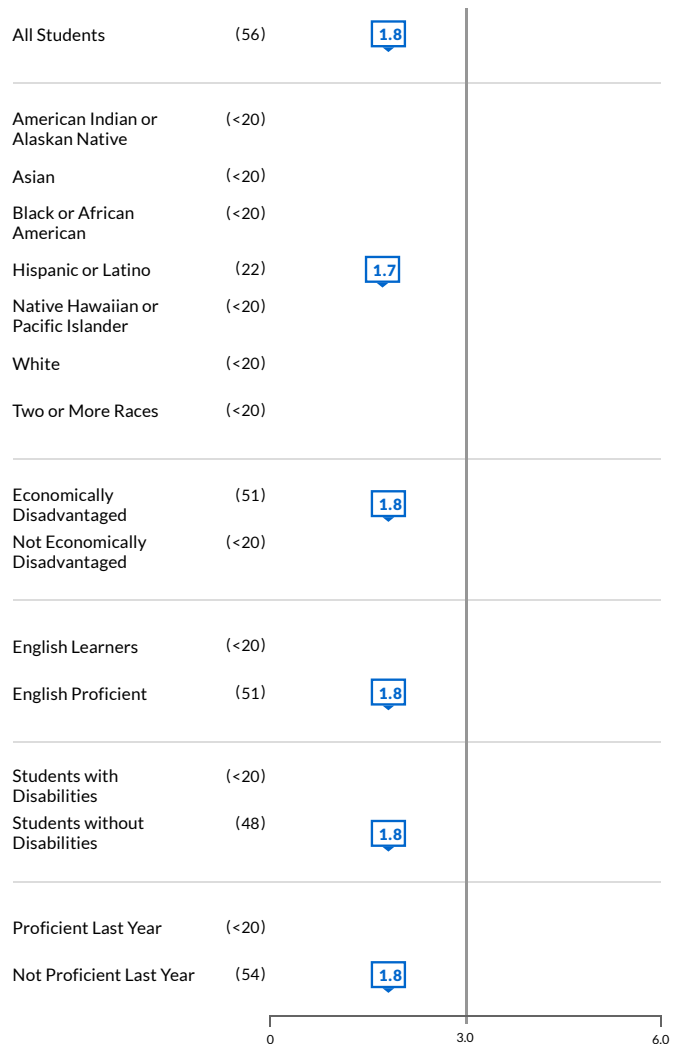 All Students (56) 1.8
American Indian or (<20)
Alaskan Native
Asian (<20)
Black or African (<20)
American
Hispanic or Latino (22) 1.7
Native Hawaiian or (<20)
Pacific Islander
White (<20)
Two or More Races (<20)
Economically (51) 1.8
Disadvantaged
Not Economically (<20)
Disadvantaged
English Learners (<20)
English Proficient (51) 1.8
Students with (<20)
Disabilities
Students without (48) 1.8
Disabilities
Proficient Last Year (<20)
Not Proficient Last Year (54) 1.8
0 3.0 6.0